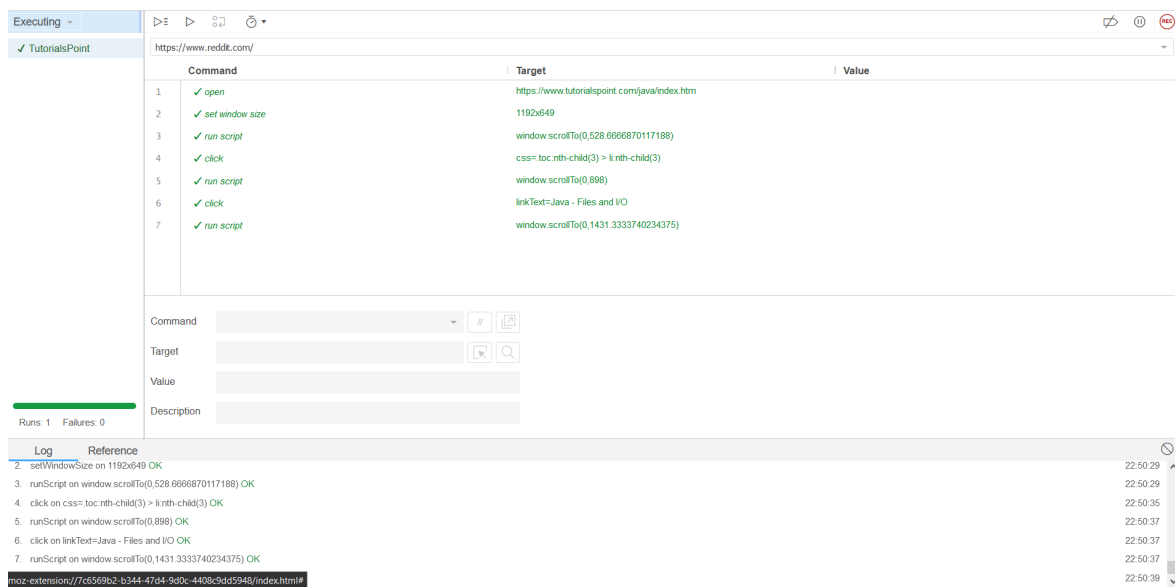 Executing
✓ TutorialsPoint
REC
https://www.reddit.com/
Command Target Value
1 ✓ open https://www.tutorialspoint.com/java/index.htm
2 ✓ set window size 1192x649
3 ✓ run script window.scrollTo(0,528.6666870117188)
4 ✓ click css=.toc:nth-child(3) > li:nth-child(3)
5 ✓ run script window.scrollTo(0,898)
6 ✓ click linkText=Java - Files and I/O
7 ✓ run script window.scrollTo(0,1431.3333740234375)
Command //
Target
Value
Description
Runs: 1 Failures: 0
Log Reference
2. setWindowSize on 1192x649 OK 22:50:29
3. runScript on window.scrollTo(0,528.6666870117188) OK 22:50:29
4. click on css=.toc:nth-child(3) > li:nth-child(3) OK 22:50:35
5. runScript on window.scrollTo(0,898) OK 22:50:37
6. click on linkText=Java - Files and I/O OK 22:50:37
7. runScript on window.scrollTo(0,1431.3333740234375) OK 22:50:37
moz-extension://7c6569b2-b344-47d4-9d0c-4408c9dd5948/index.html# 22:50:39